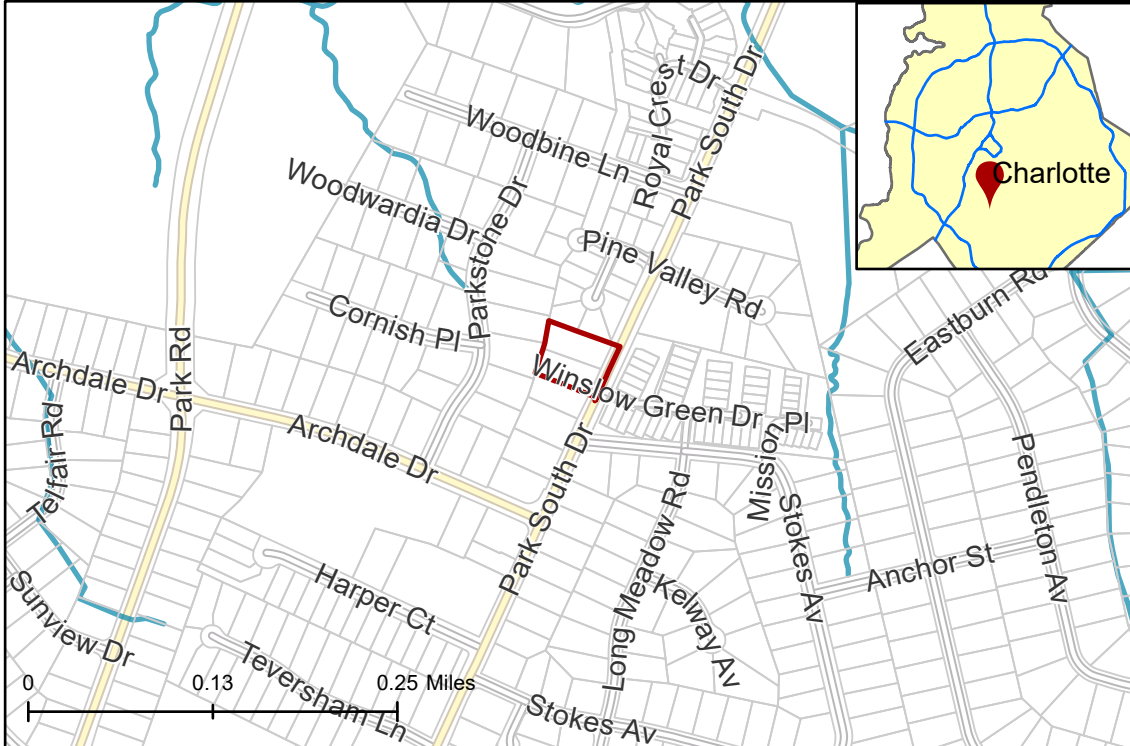 Royal Crest Dr
Park South Dr
Woodbine Ln
Charlotte
Woodwardia Dr
Parkstone Dr
Pine Valley Rd
Eastburn Rd
Cornish Pl
Park Rd
Archdale Dr
Winslow Green Dr
Pl
Telfair Rd
Archdale Dr
Mission
Park South Dr
Long Meadow Rd
Stokes Av
Pendleton Av
Anchor St
Harper Ct
Kelway Av
Sunview Dr
Teversham Ln
Stokes Av
0 0.13 0.25 Miles